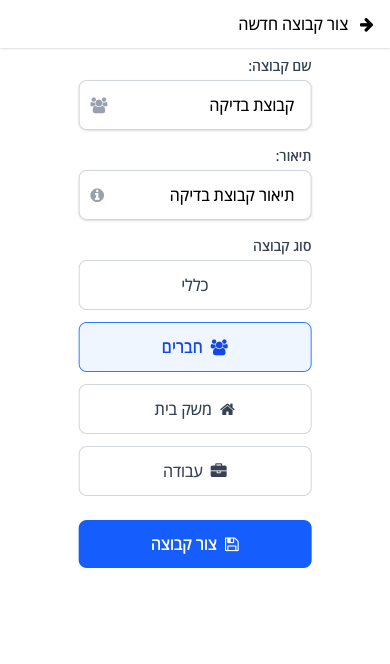 צור קבוצה חדשה
שם קבוצה:
קבוצת בדיקה
תיאור:
תיאור קבוצת בדיקה
סוג קבוצה
כללי
חברים
משק בית
עבודה
צור קבוצה